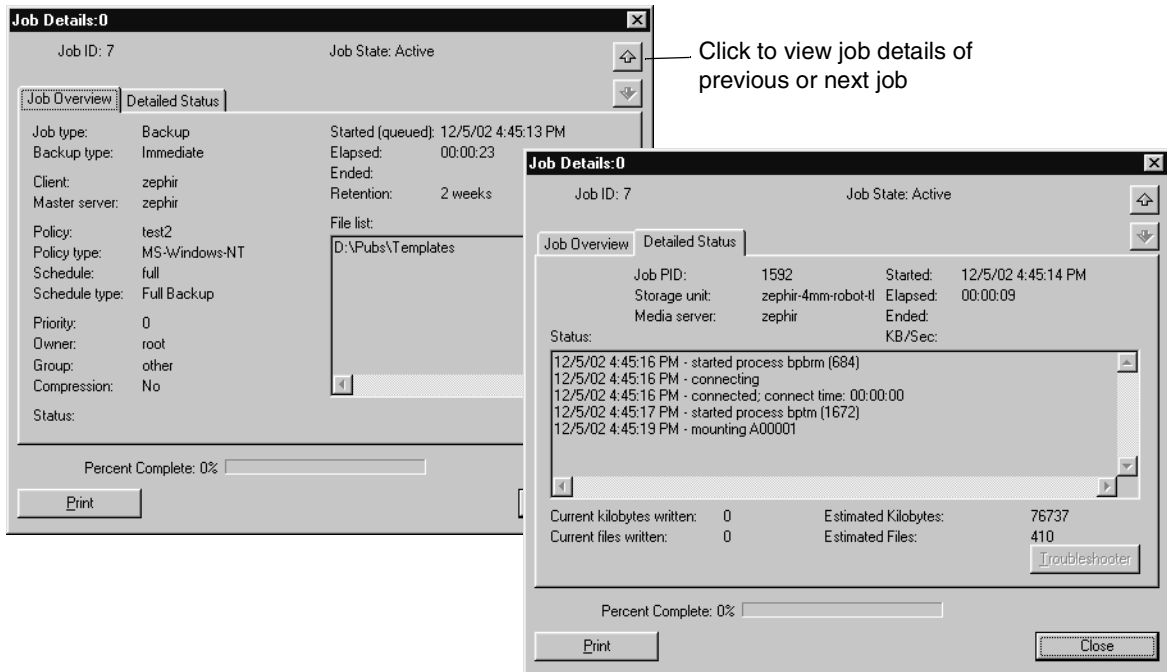 Job Details:0
Job ID: 7 Job State: Active
Click to view job details of
previous or next job
Job Overview Detailed Status
Job type: Backup Started (queued): 12/5/02 4:45:13 PM
Backup type: Immediate Elapsed: 00:00:23
Ended:
Client: zephir Retention: 2 weeks
Master server: zephir
File list:
Policy: test2 D:\Pubs\Templates
Policy type: MS-Windows-NT
Schedule: full
Schedule type: Full Backup
Priority: 0
Owner: root
Group: other
Compression: No
Status:
Percent Complete: 0%
Print
Job Details:0
Job ID: 7 Job State: Active
Job Overview Detailed Status
Job PID: 1592 Started: 12/5/02 4:45:14 PM
Storage unit: zephir-4mm-robot-tl Elapsed: 00:00:09
Media server: zephir Ended:
Status: KB/Sec:
12/5/02 4:45:16 PM - started process bpbrm (684)
12/5/02 4:45:16 PM - connecting
12/5/02 4:45:16 PM - connected; connect time: 00:00:00
12/5/02 4:45:17 PM - started process bptm (1672)
12/5/02 4:45:19 PM - mounting A00001
Current kilobytes written: 0 Estimated Kilobytes: 76737
Current files written: 0 Estimated Files: 410
Troubleshooter
Percent Complete: 0%
Print Close